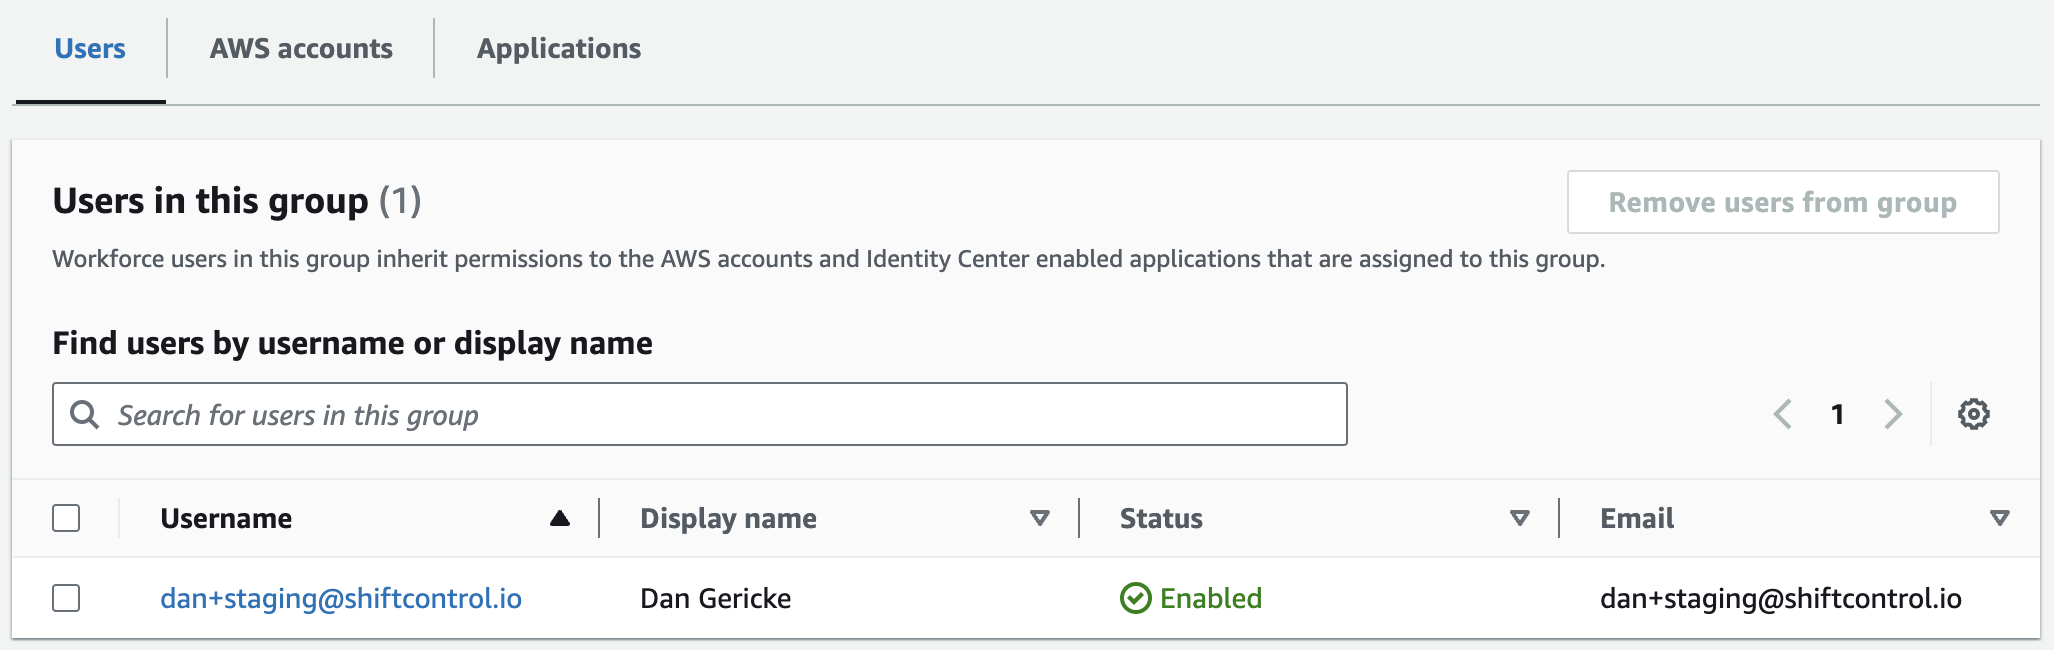 Users
AWS accounts
Applications
Users in this group (1)
Remove users from group
Workforce users in this group inherit permissions to the AWS accounts and Identity Center enabled applications that are assigned to this group.
Find users by username or display name
Search for users in this group
1
Username
Display name
Status
Email
dan+staging@shiftcontrol.io
Dan Gericke
Enabled
dan+staging@shiftcontrol.io